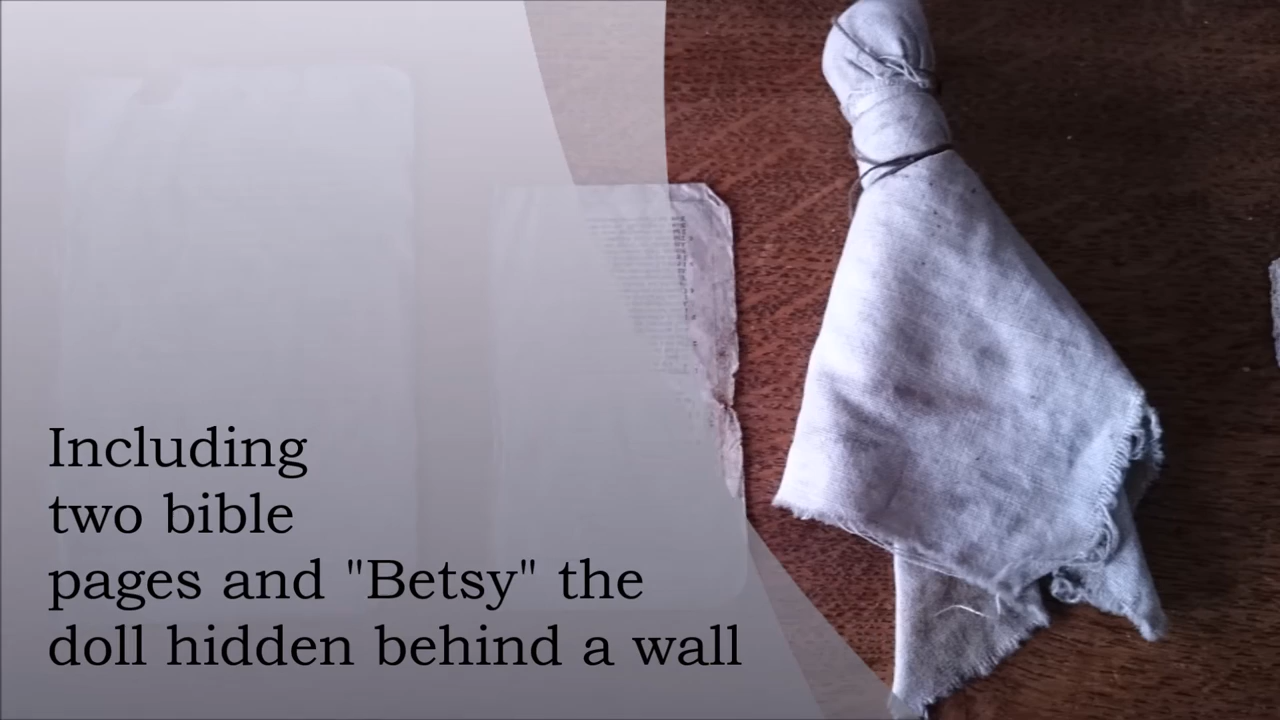 Including
two bible
pages and "Betsy" the
doll hidden behind a wall